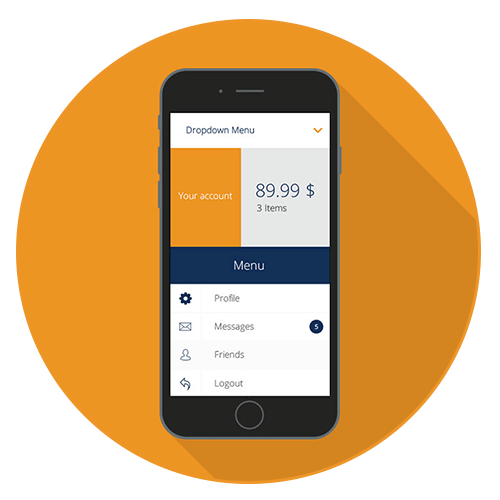 Dropdown Menu
Your account
89.99 $
3 Items
Menu
Profile
Messages
5
Friends
Logout